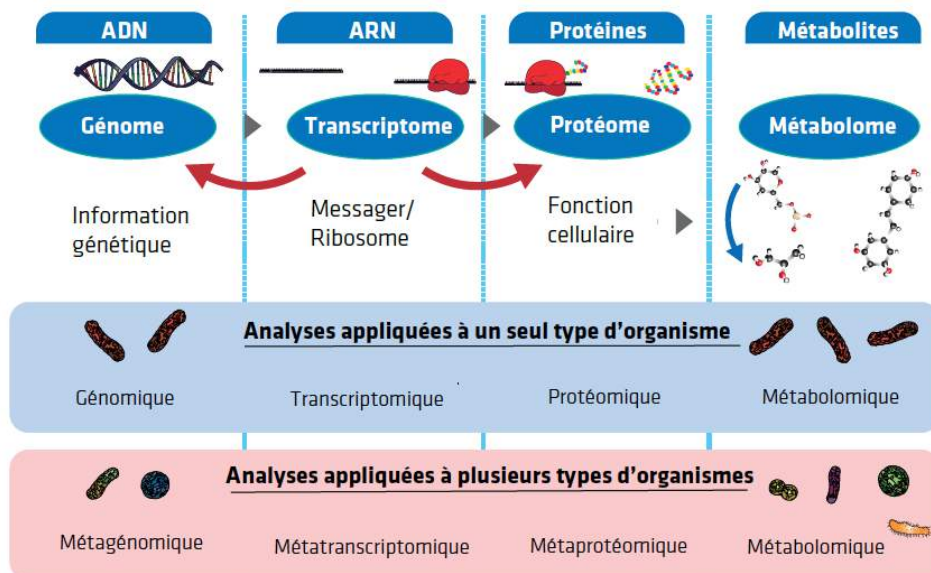 ADN
ARN
Protéines
Métabolites
Génome
Transcriptome
Protéome
Métabolome
Information
génétique
Messager/
Ribosome
Fonction
cellulaire
Analyses appliquées à un seul type d'organisme
Génomique
Transcriptomique
Protéomique
Métabolomique
Analyses appliquées à plusieurs types d'organismes
Métagénomique
Métatranscriptomique
Métaprotéomique
Métabolomique